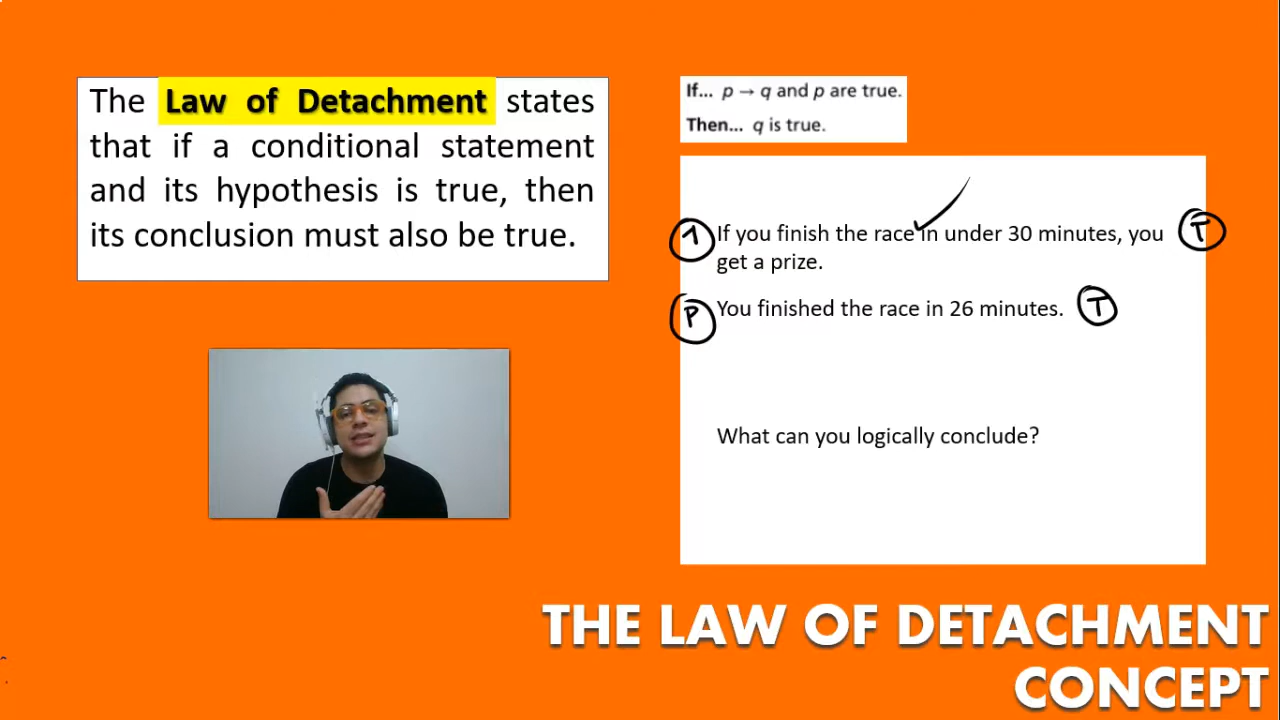 The Law of Detachment states
that if a conditional statement
and its hypothesis is true, then
its conclusion must also be true.
If... p → q and p are true.
Then... q is true.
1 If you finish the race in under 30 minutes, you T
get a prize.
P You finished the race in 26 minutes. T
What can you logically conclude?
THE LAW OF DETACHMENT
CONCEPT